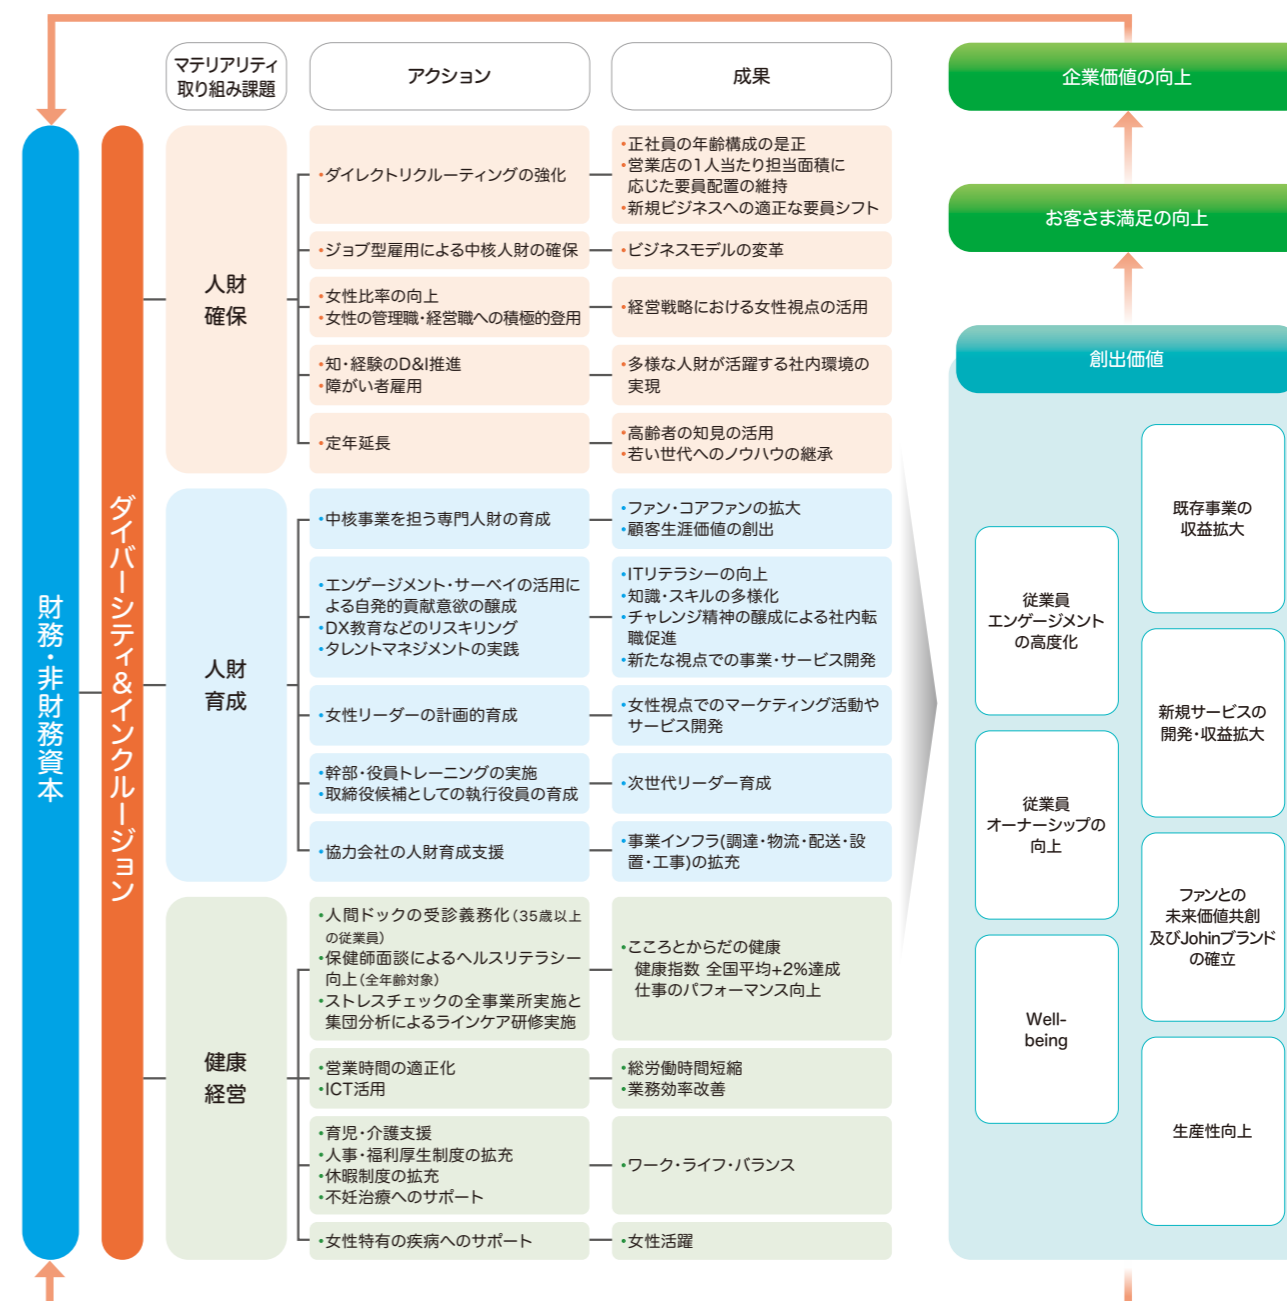 マテリアリティ
取り組み課題
アクション
成果
財務・非財務資本
ダイバーシティ&インクルージョン
人財
確保
・ダイレクトリクルーティングの強化
・正社員の年齢構成の是正
・営業店の1人当たり担当面積に
応じた要員配置の維持
・新規ビジネスへの適正な要員シフト
・ジョブ型雇用による中核人財の確保
・ビジネスモデルの変革
・女性比率の向上
・女性の管理職・経営職への積極的登用
・経営戦略における女性視点の活用
・知・経験のD&I推進
・障がい者雇用
・多様な人財が活躍する社内環境の
実現
・定年延長
・高齢者の知見の活用
・若い世代へのノウハウの継承
人財
育成
・中核事業を担う専門人財の育成
・ファン・コアファンの拡大
・顧客生涯価値の創出
・エンゲージメント・サーベイの活用に
よる自発的貢献意欲の醸成
・DX教育などのリスキリング
・タレントマネジメントの実践
・ITリテラシーの向上
・知識・スキルの多様化
・チャレンジ精神の醸成による社内転
職促進
・新たな視点での事業・サービス開発
・女性リーダーの計画的育成
・女性視点でのマーケティング活動や
サービス開発
・幹部・役員トレーニングの実施
・取締役候補としての執行役員の育成
・次世代リーダー育成
・協力会社の人財育成支援
・事業インフラ(調達・物流・配送・設
置・工事)の拡充
健康
経営
・人間ドックの受診義務化(35歳以上
の従業員)
・保健師面談によるヘルスリテラシー
向上(全年齢対象)
・ストレスチェックの全事業所実施と
集団分析によるラインケア研修実施
・こころとからだの健康
健康指数 全国平均+2%達成
仕事のパフォーマンス向上
・営業時間の適正化
・ICT活用
・総労働時間短縮
・業務効率改善
・育児・介護支援
・人事・福利厚生制度の拡充
・休暇制度の拡充
・不妊治療へのサポート
・ワーク・ライフ・バランス
・女性特有の疾病へのサポート
・女性活躍
企業価値の向上
お客さま満足の向上
創出価値
従業員
エンゲージメント
の高度化
従業員
オーナーシップの
向上
Well-
being
既存事業の
収益拡大
新規サービスの
開発・収益拡大
ファンとの
未来価値共創
及びJohinブランド
の確立
生産性向上